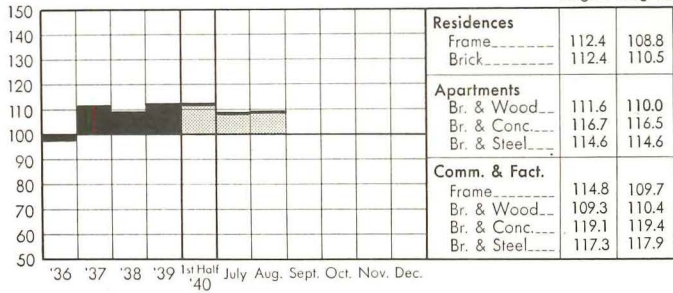 150
140
130
120
110
100
90
80
70
60
50
'36 '37 '38 '39 1st Half '40 July Aug. Sept. Oct. Nov. Dec.
Residences
Frame 112.4 108.8
Brick 112.4 110.5
Apartments
Br. & Wood 111.6 110.0
Br. & Conc. 116.7 116.5
Br. & Steel 114.6 114.6
Comm. & Fact.
Frame 114.8 109.7
Br. & Wood 109.3 110.4
Br. & Conc. 119.1 119.4
Br. & Steel 117.3 117.9